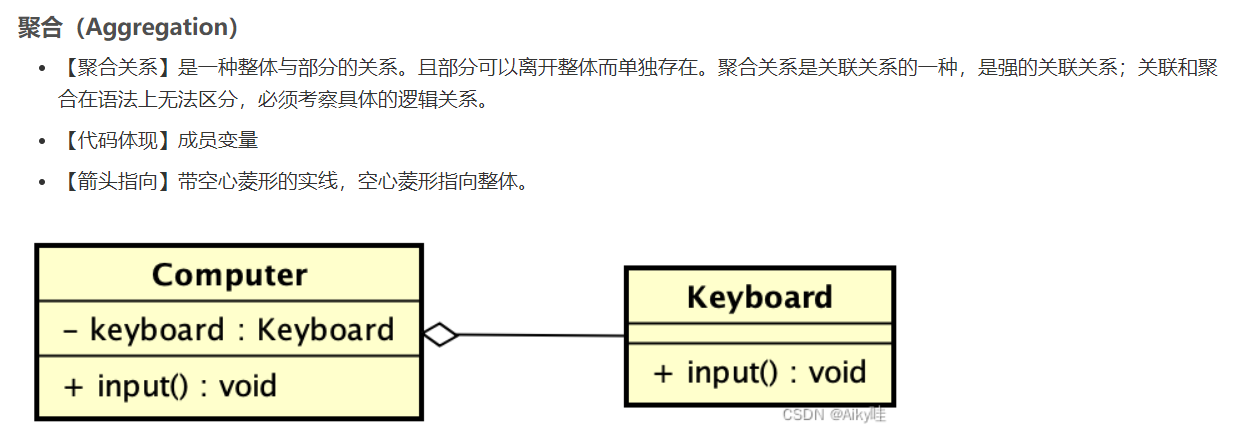 聚合（Aggregation）
• 【聚合关系】是一种整体与部分的关系。且部分可以离开整体而单独存在。聚合关系是关联关系的一种，是强的关联关系；关联和聚
合在语法上无法区分，必须考察具体的逻辑关系。
• 【代码体现】成员变量
• 【箭头指向】带空心菱形的实线，空心菱形指向整体。
Computer
- keyboard : Keyboard
+ input() : void
Keyboard
+ input() : void
CSDN @Aiky哇